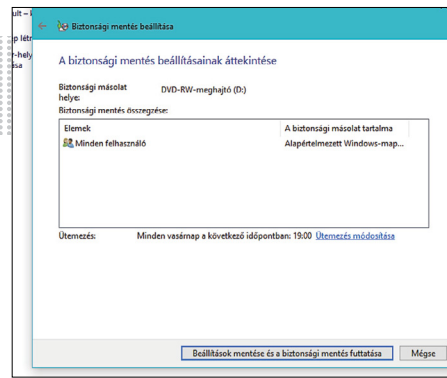 Biztonsági mentés beállítása
A biztonsági mentés beállításainak áttekintése
Biztonsági másolat helye:
DVD-RW-meghajtó (D:)
Biztonsági mentés összegzése:
Elemek A biztonsági másolat tartalma
Minden felhasználó Alapértelmezett Windows-map...
Ütemezés: Minden vasárnap a következő időpontban: 19:00 Ütemezés módosítása
Beállítások mentése és a biztonsági mentés futtatása Mégse